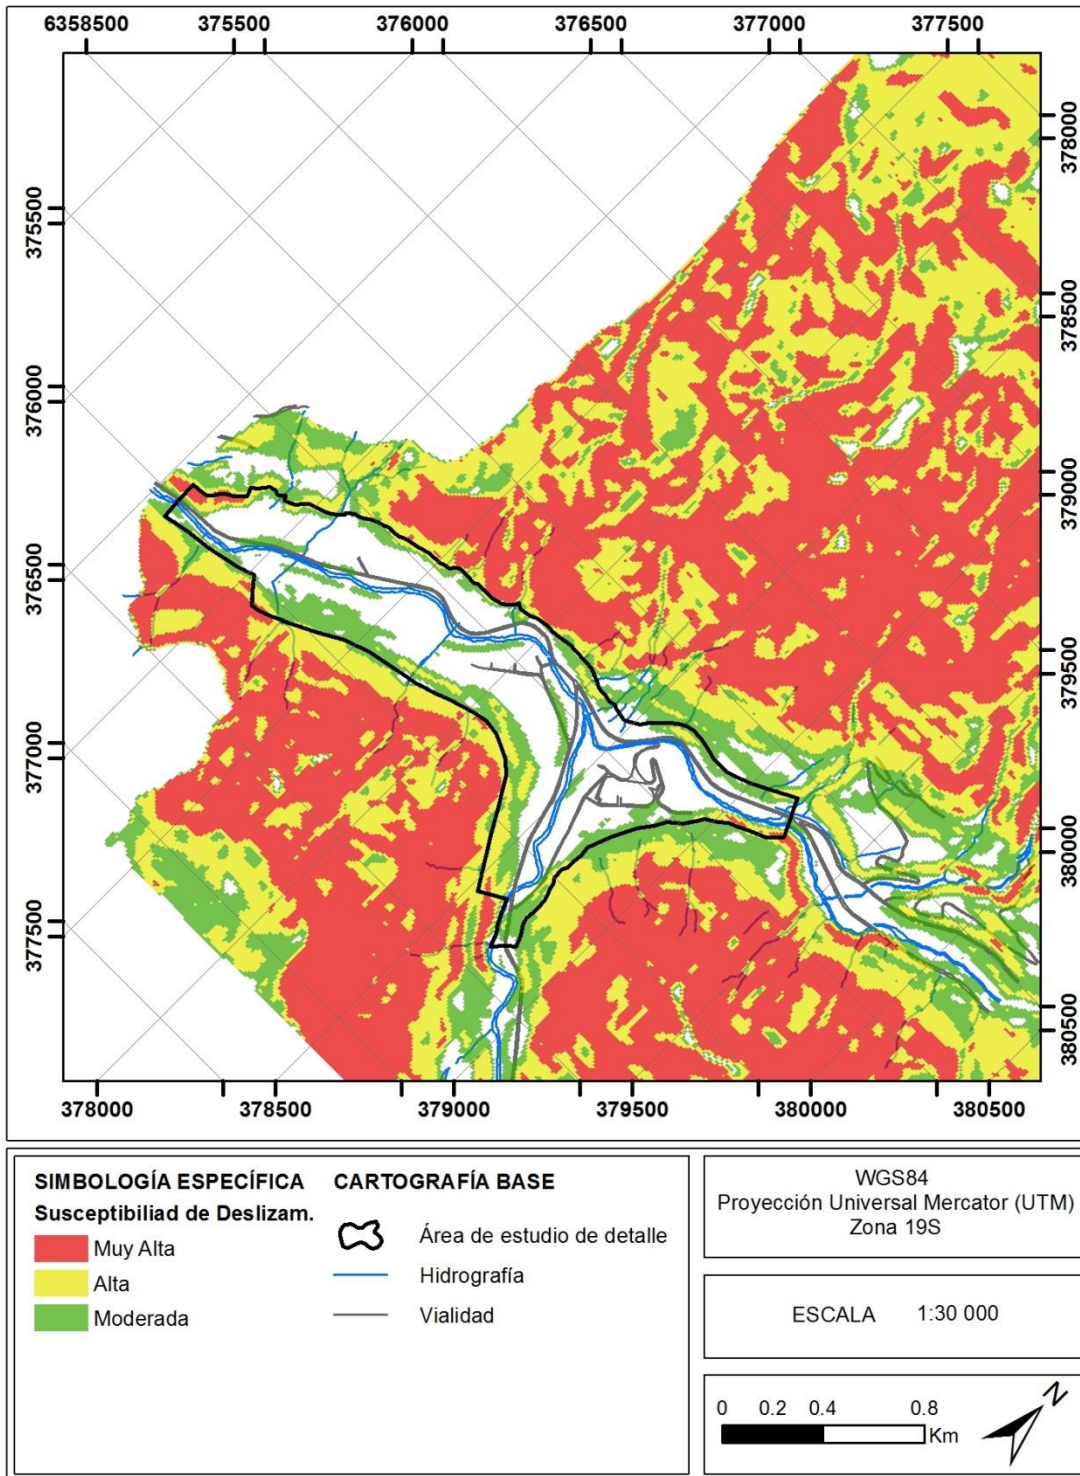 6358500 375500 376000 376500 377000 377500
378000
375500
378500
376000
379000
376500
379500
377000
380000
377500
380500
378000 378500 379000 379500 380000 380500
SIMBOLOGÍA ESPECÍFICA
Susceptibiliad de Deslizam.
Muy Alta
Alta
Moderada
CARTOGRAFÍA BASE
Área de estudio de detalle
Hidrografía
Vialidad
WGS84
Proyección Universal Mercator (UTM)
Zona 19S
ESCALA 1:30 000
0 0.2 0.4 0.8
Km
N